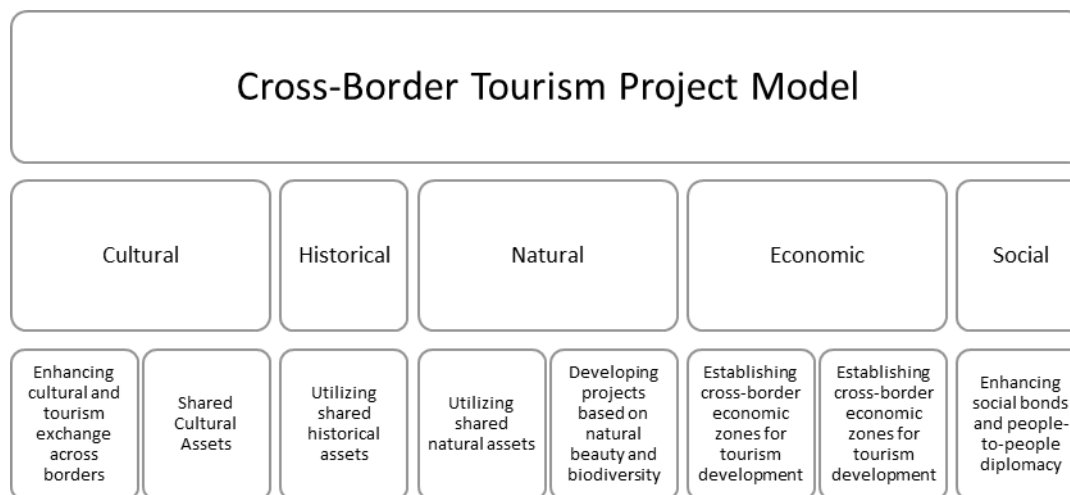 Cross-Border Tourism Project Model
Cultural
Historical
Natural
Economic
Social
Enhancing
cultural and
tourism
exchange
across
borders
Shared
Cultural
Assets
Utilizing
shared
historical
assets
Utilizing
shared
natural assets
Developing
projects
based on
natural
beauty and
biodiversity
Establishing
cross-border
economic
zones for
tourism
development
Establishing
cross-border
economic
zones for
tourism
development
Enhancing
social bonds
and people-
to-people
diplomacy